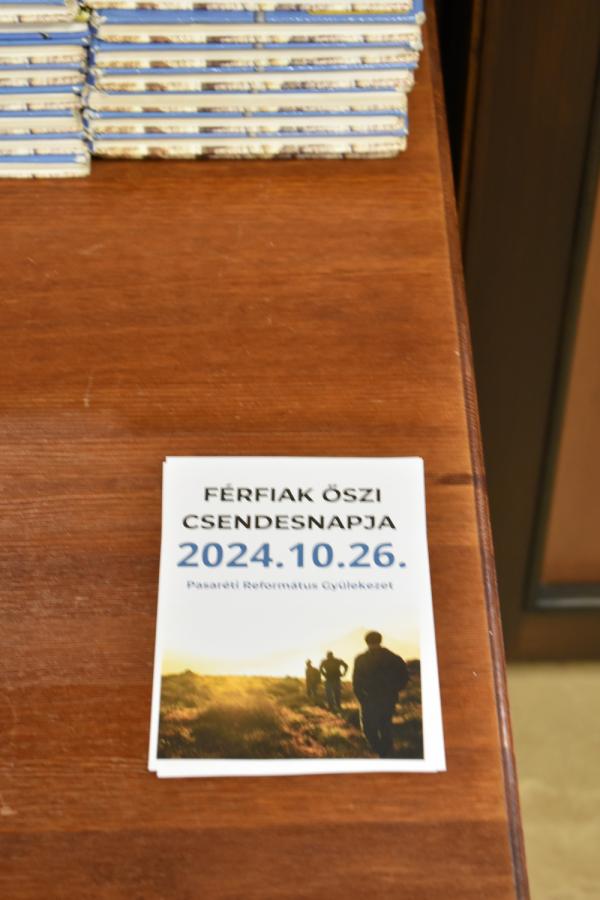 FÉRFIAK ŐSZI
CSENDESNAPJA
2024.10.26.
Pasaréti Református Gyülekezet